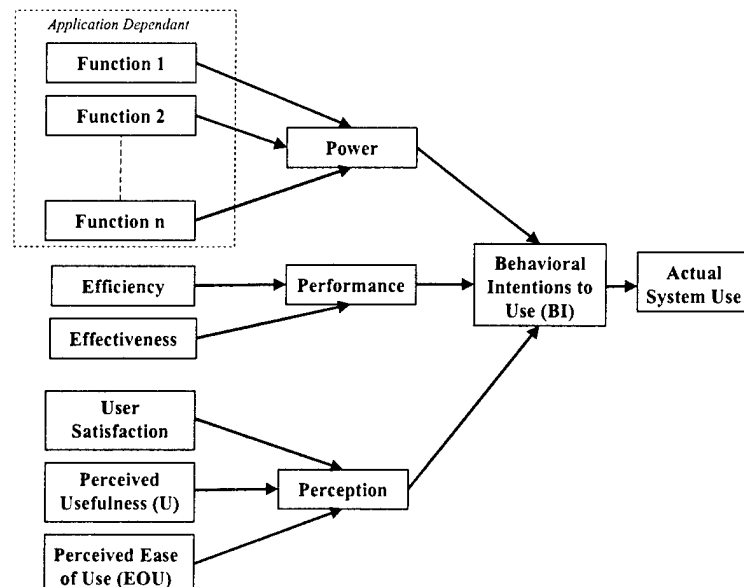 Application Dependant
Function 1
Function 2
Function n
Power
Efficiency
Effectiveness
Performance
Behavioral
Intentions to
Use (BI)
Actual
System Use
User
Satisfaction
Perceived
Usefulness (U)
Perceived Ease
of Use (EOU)
Perception